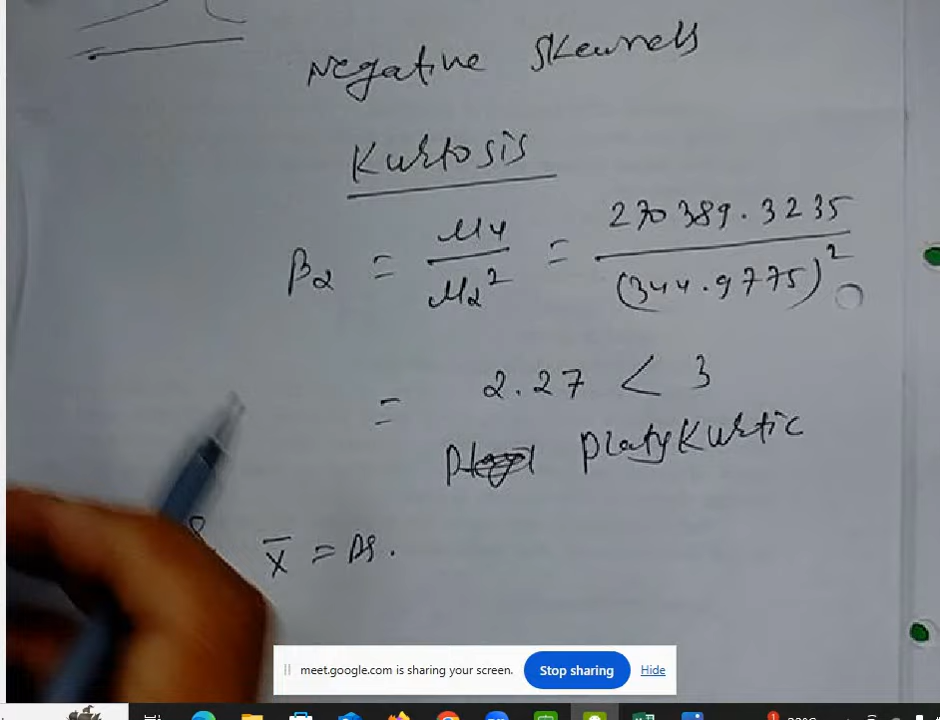 Negative Skewness
Kurtosis
β₂ = μ₄ / μ₂² = 270389.3235 / (344.9775)²
= 2.27 < 3
Platykurtic
X̄ =
meet.google.com is sharing your screen. Stop sharing Hide